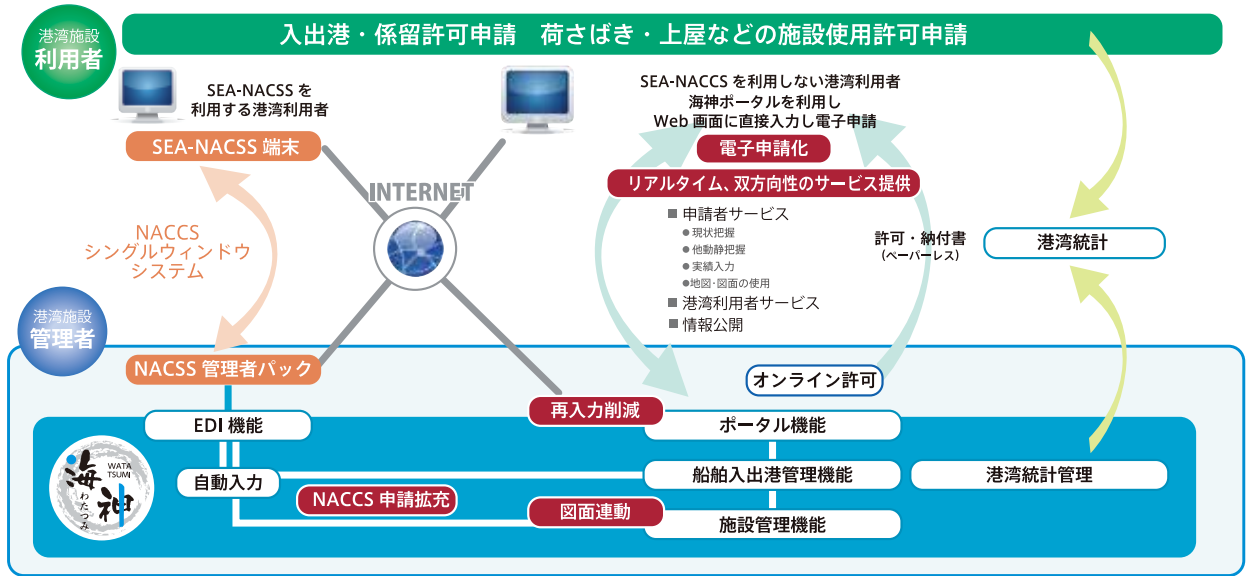 港湾施設
利用者
入出港・係留許可申請　荷さばき・上屋などの施設使用許可申請
SEA-NACSS を
利用する港湾利用者
SEA-NACSS 端末
SEA-NACCS を利用しない港湾利用者
海神ポータルを利用し
Web 画面に直接入力し電子申請
電子申請化
リアルタイム、双方向性のサービス提供
INTERNET
■ 申請者サービス
● 現状把握
● 他動静把握
● 実績入力
● 地図・図面の使用
■ 港湾利用者サービス
■ 情報公開
NACCS
シングルウィンドウ
システム
許可・納付書
(ペーパーレス)
港湾統計
港湾施設
管理者
NACSS 管理者パック
オンライン許可
再入力削減
EDI 機能
ポータル機能
自動入力
船舶入出港管理機能
港湾統計管理
NACCS 申請拡充
図面連動
施設管理機能
海神
WATA
TSUMI
わたつみ